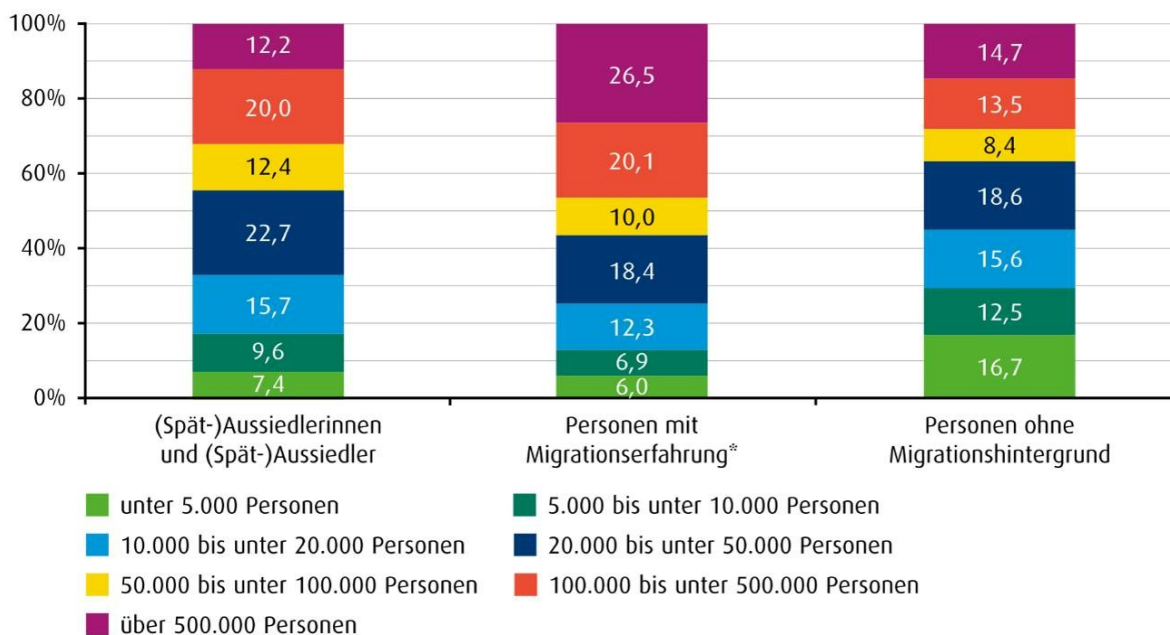 100%
12,2
26,5
14,7
80%
20,0
20,1
13,5
60%
12,4
10,0
8,4
40%
22,7
18,4
18,6
15,7
12,3
15,6
20%
9,6
6,9
12,5
7,4
6,0
16,7
0%
(Spät-)Aussiedlerinnen
und (Spät-)Aussiedler
Personen mit
Migrationserfahrung*
Personen ohne
Migrationshintergrund
unter 5.000 Personen
5.000 bis unter 10.000 Personen
10.000 bis unter 20.000 Personen
20.000 bis unter 50.000 Personen
50.000 bis unter 100.000 Personen
100.000 bis unter 500.000 Personen
über 500.000 Personen